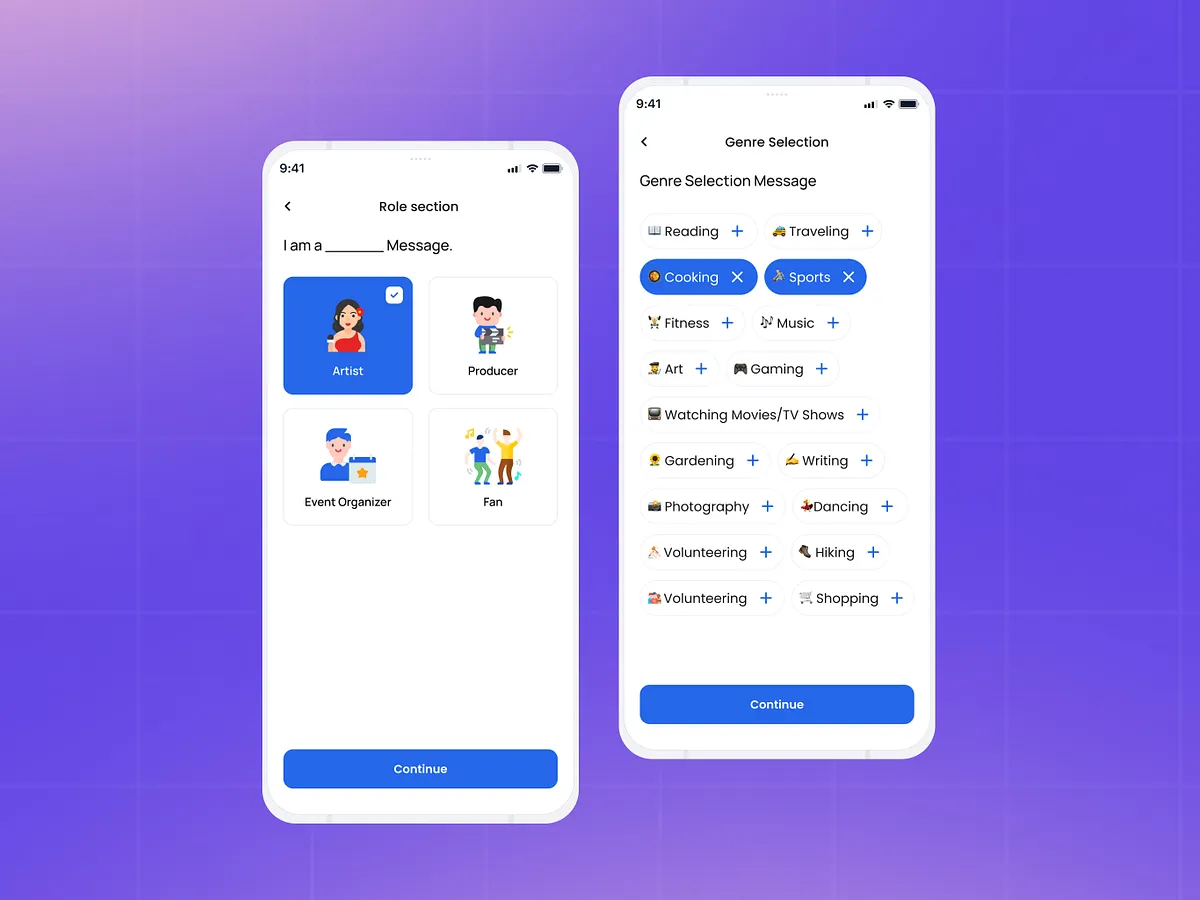 9:41
Role section
I am a _______ Message.
Artist
Producer
Event Organizer
Fan
Continue
9:41
Genre Selection
Genre Selection Message
Reading
Traveling
Cooking
Sports
Fitness
Music
Art
Gaming
Watching Movies/TV Shows
Gardening
Writing
Photography
Dancing
Volunteering
Hiking
Volunteering
Shopping
Continue